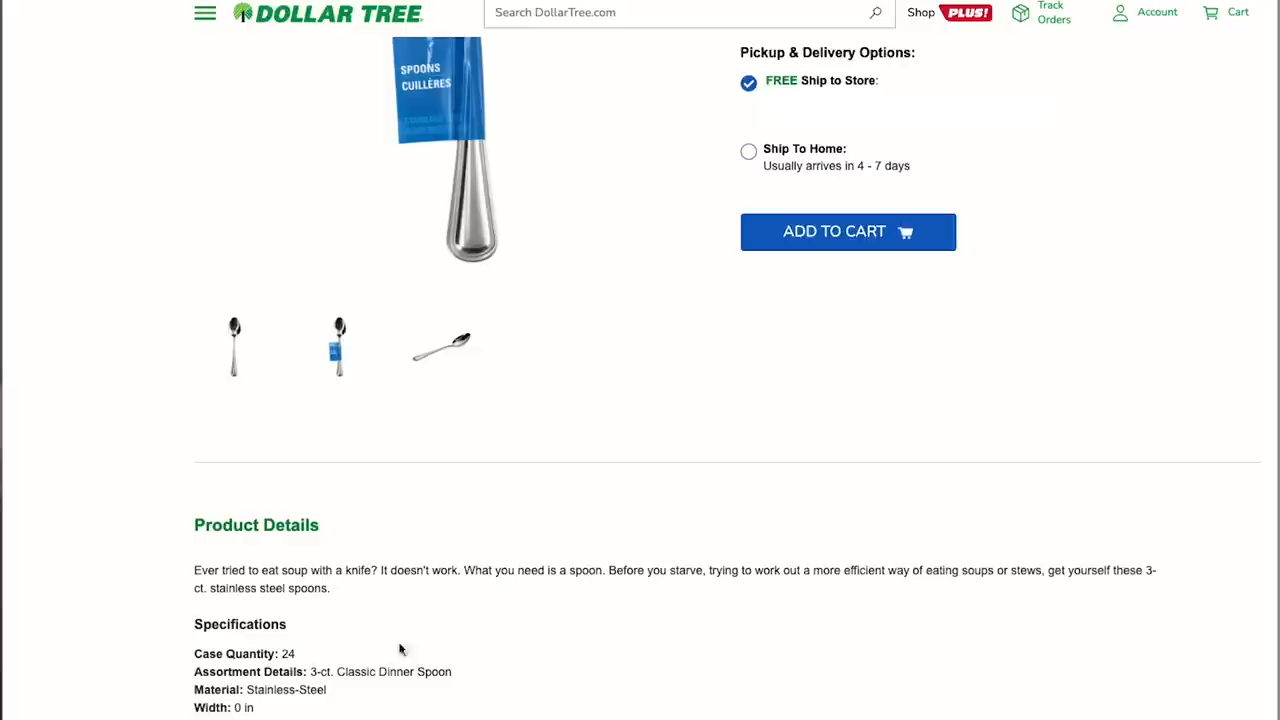 DOLLAR TREE
Search DollarTree.com
Shop PLUS!
Track
Orders
Account
Cart
SPOONS
CUILLÈRES
Pickup & Delivery Options:
FREE Ship to Store:
Ship To Home:
Usually arrives in 4 - 7 days
ADD TO CART
Product Details
Ever tried to eat soup with a knife? It doesn't work. What you need is a spoon. Before you starve, trying to work out a more efficient way of eating soups or stews, get yourself these 3-
ct. stainless steel spoons.
Specifications
Case Quantity: 24
Assortment Details: 3-ct. Classic Dinner Spoon
Material: Stainless-Steel
Width: 0 in